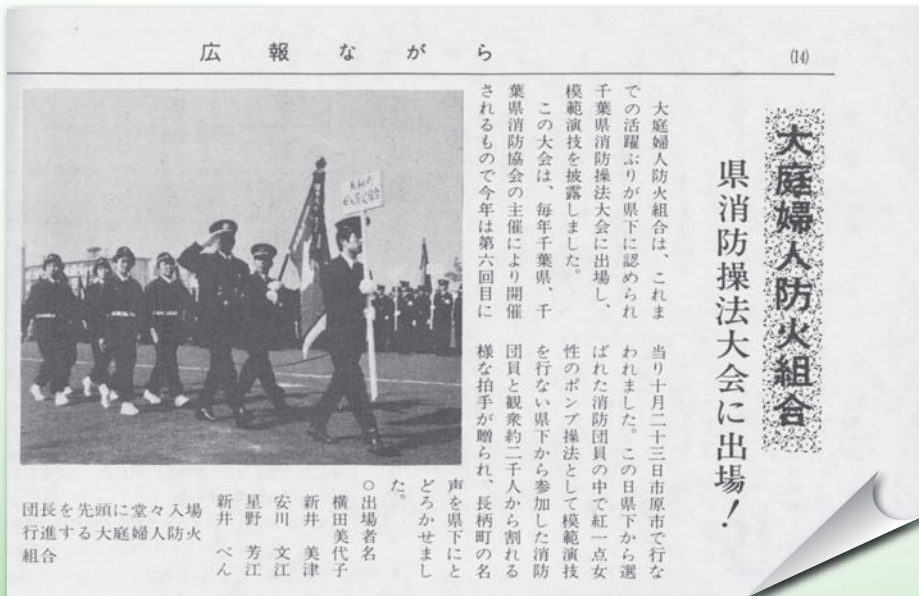 広報ながら
(14)
大庭婦人防火組合
県消防操法大会に出場!
大庭婦人防火組合は、これま
での活躍ぶりが県下に認められ
千葉県消防操法大会に出場し、
模範演技を披露しました。
この大会は、毎年千葉県、千
葉県消防協会の主催により開催
されるもので今年は第六回目に
当り十月二十三日市原市で行な
われました。この日県下から選
ばれた消防団員の中で紅一点女
性のポンプ操法として模範演技
を行ない県下から参加した消防
団員と観衆約二千人から割れる
様な拍手が贈られ、長柄町の名
声を県下にと
どろかせまし
た。
○出場者名
横田美代子
新井 美津
安川 文江
星野 芳江
新井 べん
団長を先頭に堂々入場
行進する大庭婦人防火
組合